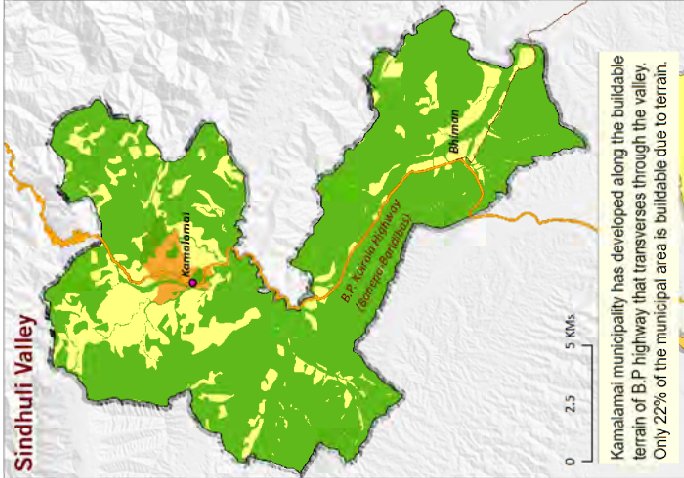 Sindhuli Valley
Kamalamai
Bhiman
B.P. Koirala Highway
(Banepa-Bardibas)
0 2.5 5 KMs
Kamalamai municipality has developed along the buildable
terrain of B.P highway that transverses through the valley.
Only 22% of the municipal area is buildable due to terrain.